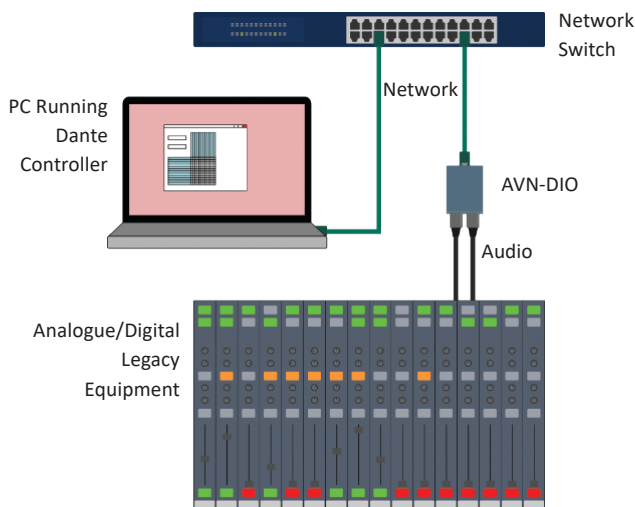 Network
Switch
Network
PC Running
Dante
Controller
AVN-DIO
Audio
Analogue/Digital
Legacy
Equipment